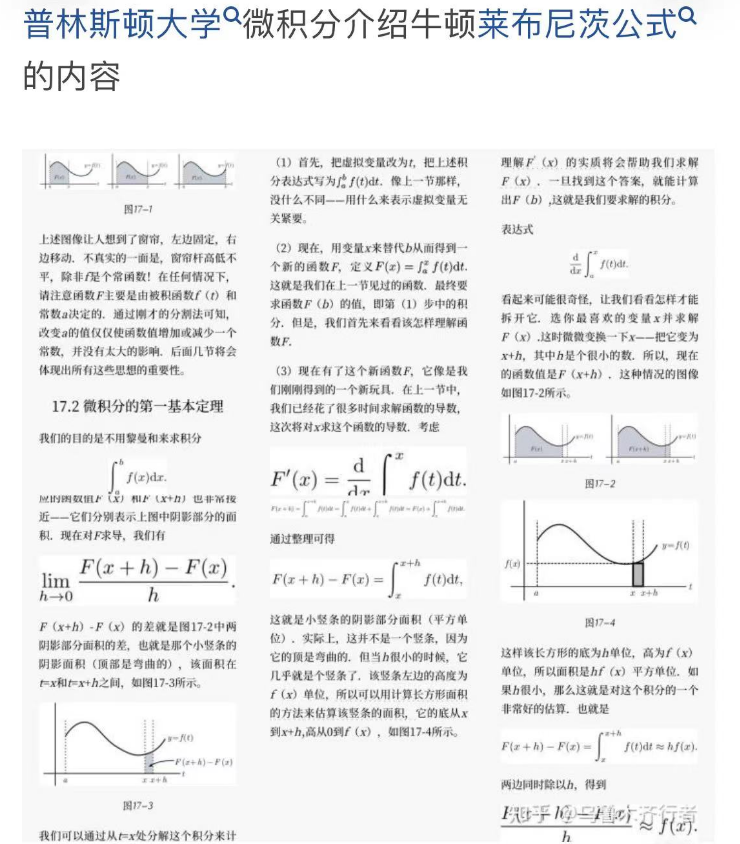 普林斯顿大学微积分介绍牛顿莱布尼茨公式
的内容
图17-1
上述图像让人想到了窗帘，左边固定，右
边移动．不真实的一面是，窗帘杆高低不
平，除非f是个常函数！在任何情况下，
请注意函数F主要是由被积函数f（t）和
常数a决定的．通过刚才的分割法可知，
改变a的值仅仅使函数值增加或减少一个
常数，并没有太大的影响．后面几节将会
体现出所有这些思想的重要性。
17.2 微积分的第一基本定理
我们的目的是不用黎曼和来求积分
∫_a^b f(x)dx.
应的函数值F（x）和F（x+h）也非常接
近——它们分别表示上图中阴影部分的面
积．现在对F求导，我们有
lim_{h→0} (F(x + h) − F(x))/h .
F（x+h）-F（x）的差就是图17-2中两
阴影部分面积的差，也就是那个小竖条的
阴影面积（顶部是弯曲的），该面积在
t=x和t=x+h之间，如图17-3所示。
y=f(t)
F(x+h)−F(x)
a x x+h t
图17-3
我们可以通过从t=x处分解这个积分来计
（1）首先，把虚拟变量改为t，把上述积
分表达式写为∫_a^b f(t)dt．像上一节那样，
没什么不同——用什么来表示虚拟变量无
关紧要。
（2）现在，用变量x来替代b从而得到一
个新的函数F，定义F(x) = ∫_a^x f(t)dt.
这就是我们在上一节见过的函数．最终要
求函数F（b）的值，即第（1）步中的积
分．但是，我们首先来看看该怎样理解函
数F.
（3）现在有了这个新函数F，它像是我
们刚刚得到的一个新玩具．在上一节中，
我们已经花了很多时间求解函数的导数，
这次将对x求这个函数的导数．考虑
F′(x) = d/dx ∫^x f(t)dt.
F(x+h)=∫_a^{x+h} f(t)dt=∫_a^x f(t)dt+∫_x^{x+h} f(t)dt=F(x)+∫_x^{x+h} f(t)dt.
通过整理可得
F(x + h) − F(x) = ∫_x^{x+h} f(t)dt,
这就是小竖条的阴影部分面积（平方单
位）．实际上，这并不是一个竖条，因为
它的顶是弯曲的．但当h很小的时候，它
几乎就是个竖条了．该竖条左边的高度为
f（x）单位，所以可以用计算长方形面积
的方法来估算该竖条的面积，它的底从x
到x+h,高从0到f（x），如图17-4所示。
理解F′（x）的实质将会帮助我们求解
F（x）．一旦找到这个答案，就能计算
出F（b）,这就是我们要求解的积分。
表达式
d/dx ∫_a^x f(t)dt.
看起来可能很奇怪，让我们看看怎样才能
拆开它．选你最喜欢的变量x并求解
F（x）.这时微微变换一下x——把它变为
x+h，其中h是个很小的数．所以，现在
的函数值是F（x+h）．这种情况的图像
如图17-2所示。
图17-2
y=f(t)
f(x)
a x x+h t
图17-4
这样该长方形的底为h单位，高为f（x）
单位，所以面积是hf（x）平方单位．如
果h很小，那么这就是对这个积分的一个
非常好的估算．也就是
F(x + h) − F(x) = ∫_x^{x+h} f(t)dt ≈ hf(x).
两边同时除以h，得到
(F(x + h) − F(x))/h ≈ f(x).
知乎 @乌鲁木齐行者